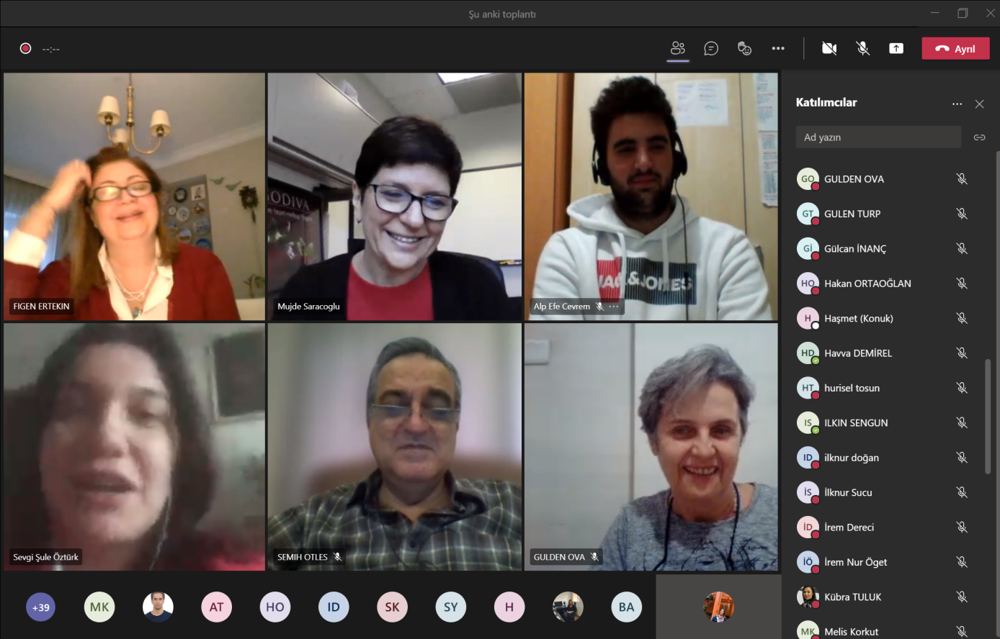 Şu anki toplantı
--:--
Ayrıl
FIGEN ERTEKIN
ODIVA
Mujde Saracoglu
JACK & JONES
Alp Efe Cevrem
Sevgi Şule Öztürk
SEMIH OTLES
GULDEN OVA
+39
MK
AT
HO
ID
SK
SY
H
BA
Katılımcılar
Ad yazın
GO GULDEN OVA
GT GULEN TURP
Gİ Gülcan İNANÇ
HO Hakan ORTAOĞLAN
H Haşmet (Konuk)
HD Havva DEMİREL
HT hurisel tosun
IS ILKIN SENGUN
ID ilknur doğan
İS İlknur Sucu
İD İrem Dereci
İÖ İrem Nur Öget
Kübra TULUK
MK Melis Korkut